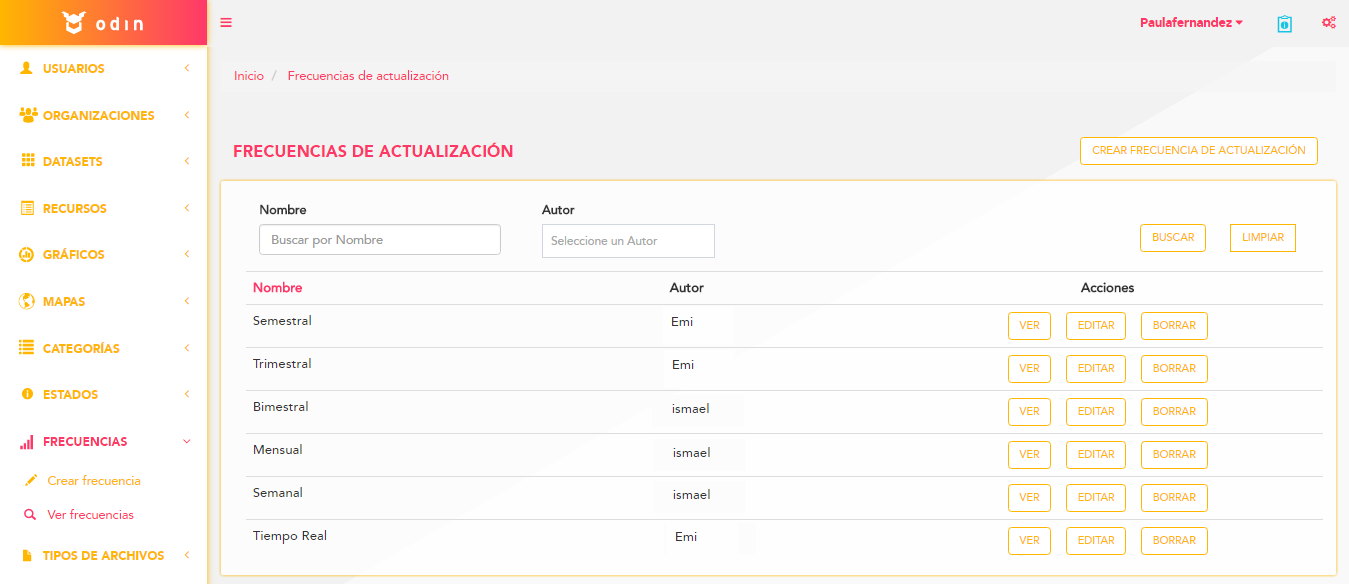 odin
Paulafernandez
USUARIOS
ORGANIZACIONES
DATASETS
RECURSOS
GRÁFICOS
MAPAS
CATEGORÍAS
ESTADOS
FRECUENCIAS
Crear frecuencia
Ver frecuencias
TIPOS DE ARCHIVOS
Inicio / Frecuencias de actualización
FRECUENCIAS DE ACTUALIZACIÓN
CREAR FRECUENCIA DE ACTUALIZACIÓN
Nombre Autor
Buscar por Nombre Seleccione un Autor BUSCAR LIMPIAR
Nombre Autor Acciones
Semestral Emi VER EDITAR BORRAR
Trimestral Emi VER EDITAR BORRAR
Bimestral ismael VER EDITAR BORRAR
Mensual ismael VER EDITAR BORRAR
Semanal ismael VER EDITAR BORRAR
Tiempo Real Emi VER EDITAR BORRAR